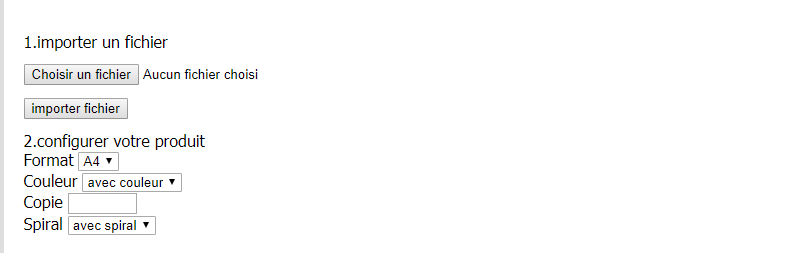 1.importer un fichier
Choisir un fichier Aucun fichier choisi
importer fichier
2.configurer votre produit
Format A4
Couleur avec couleur
Copie
Spiral avec spiral